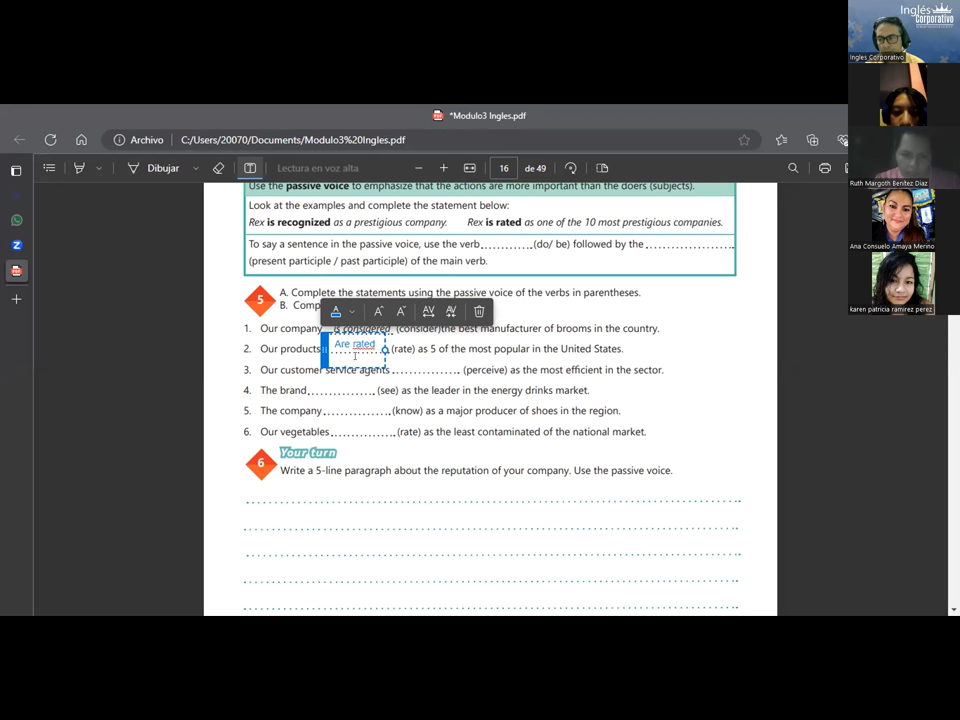 Inglés
Corporativo
Ingles Corporativo
*Modulo3 Ingles.pdf
Archivo C:/Users/20070/Documents/Modulo3%20Ingles.pdf
Dibujar Lectura en voz alta 16 de 49
Use the passive voice to emphasize that the actions are more important than the doers (subjects).
Ruth Margoth Benitez Diaz
Look at the examples and complete the statement below:
Rex is recognized as a prestigious company. Rex is rated as one of the 10 most prestigious companies.
To say a sentence in the passive voice, use the verb............(do/ be) followed by the .....................
Ana Consuelo Amaya Merino
(present participle / past participle) of the main verb.
5 A. Complete the statements using the passive voice of the verbs in parentheses.
B. Comp
karen patricia ramirez perez
1. Our company is considered (consider)the best manufacturer of brooms in the country.
Are rated
2. Our products (rate) as 5 of the most popular in the United States.
3. Our customer service agents .............. (perceive) as the most efficient in the sector.
4. The brand.............. (see) as the leader in the energy drinks market.
5. The company.............. (know) as a major producer of shoes in the region.
6. Our vegetables .............. (rate) as the least contaminated of the national market.
6 Your turn
Write a 5-line paragraph about the reputation of your company. Use the passive voice.